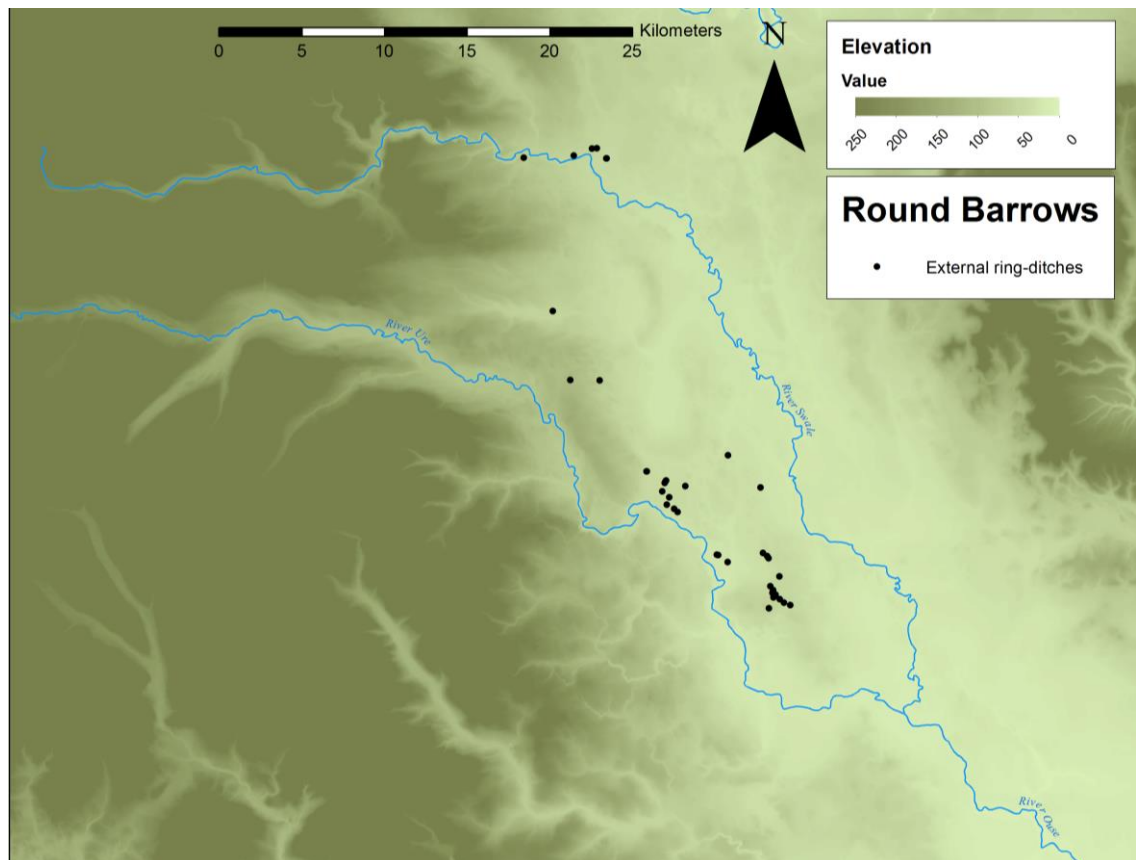 0 5 10 15 20 25 Kilometers
N
Elevation
Value
250 200 150 100 50 0
Round Barrows
External ring-ditches
River Ure
River Swale
River Ouse